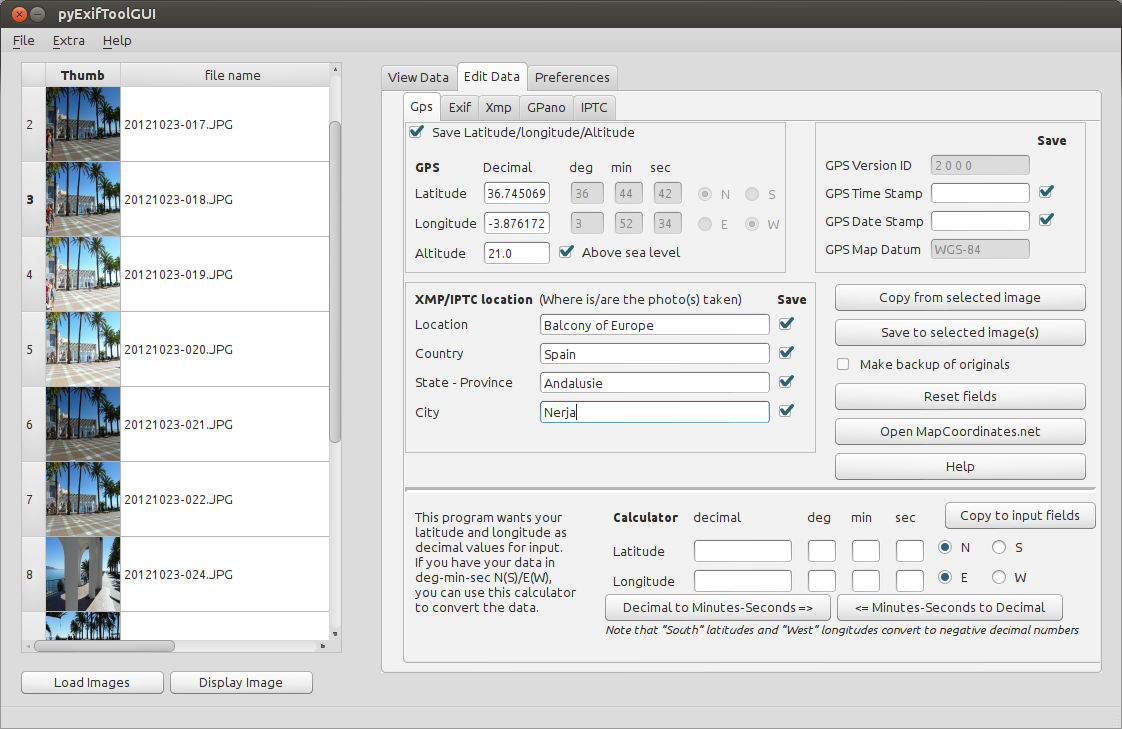 pyExifToolGUI
File Extra Help
Thumb file name
2 20121023-017.JPG
3 20121023-018.JPG
4 20121023-019.JPG
5 20121023-020.JPG
6 20121023-021.JPG
7 20121023-022.JPG
8 20121023-024.JPG
Load Images Display Image
View Data Edit Data Preferences
Gps Exif Xmp GPano IPTC
Save Latitude/longitude/Altitude
GPS Decimal deg min sec
Latitude 36.745069 36 44 42 N S
Longitude -3.876172 3 52 34 E W
Altitude 21.0 Above sea level
Save
GPS Version ID 2 0 0 0
GPS Time Stamp
GPS Date Stamp
GPS Map Datum WGS-84
XMP/IPTC location (Where is/are the photo(s) taken) Save
Location Balcony of Europe
Country Spain
State - Province Andalusie
City Nerja
Copy from selected image
Save to selected image(s)
Make backup of originals
Reset fields
Open MapCoordinates.net
Help
This program wants your
latitude and longitude as
decimal values for input.
If you have your data in
deg-min-sec N(S)/E(W),
you can use this calculator
to convert the data.
Calculator decimal deg min sec Copy to input fields
Latitude N S
Longitude E W
Decimal to Minutes-Seconds => <= Minutes-Seconds to Decimal
Note that "South" latitudes and "West" longitudes convert to negative decimal numbers